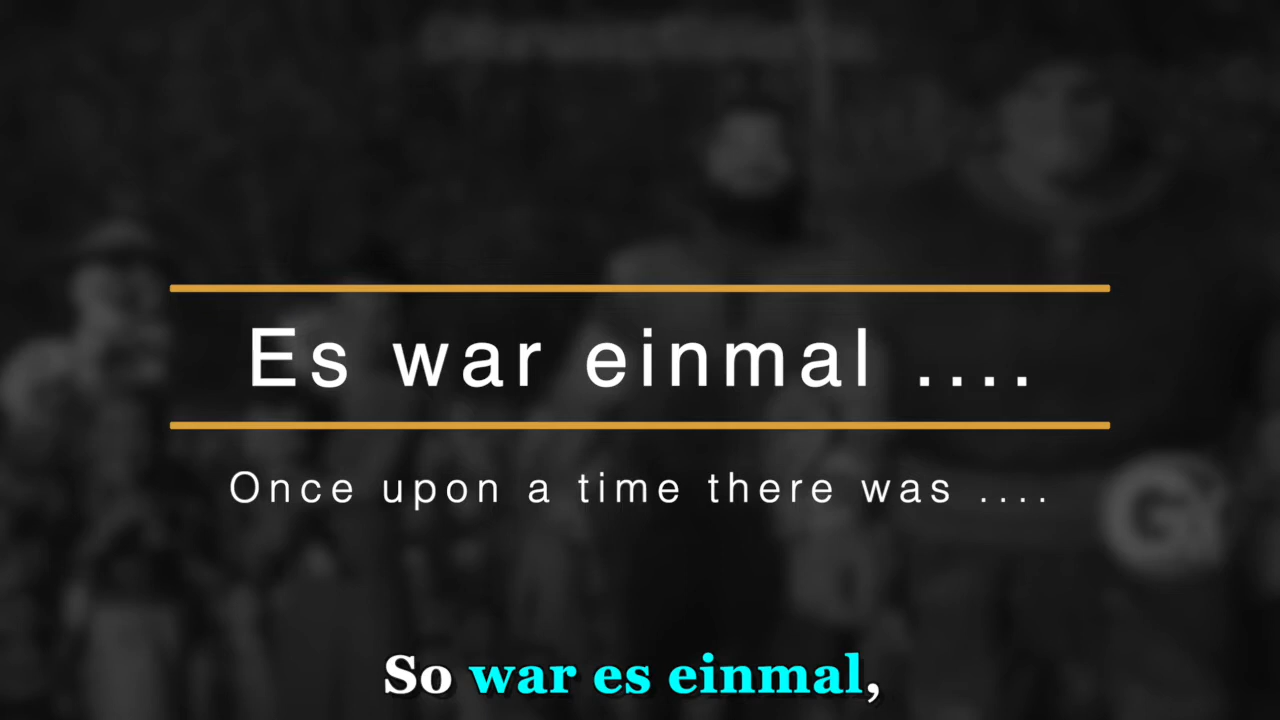 Es war einmal ....
Once upon a time there was ....
So war es einmal,